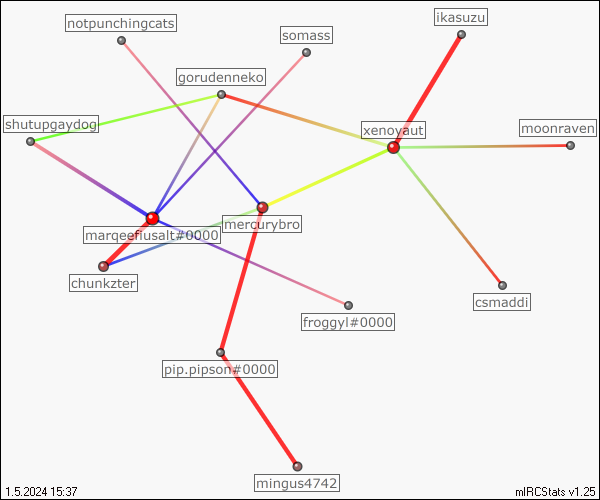 notpunchingcats
ikasuzu
somass
gorudenneko
shutupgaydog
xenoyaut
moonraven
mercurybro
marqeefiusalt#0000
chunkzter
csmaddi
froggyl#0000
pip.pipson#0000
mingus4742
1.5.2024 15:37
mIRCStats v1.25